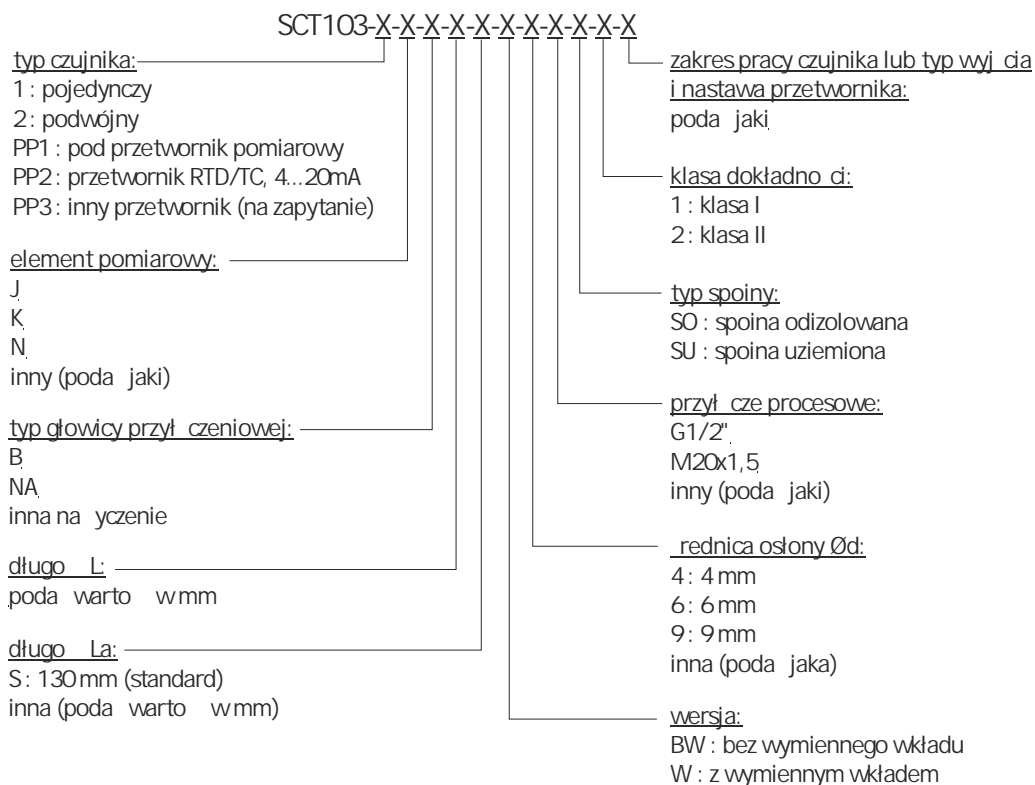 SCT103-X-X-X-X-X-X-X-X-X-X-X
typ czujnika:
1 : pojedynczy
2 : podwójny
PP1 : pod przetwornik pomiarowy
PP2 : przetwornik RTD/TC, 4...20mA
PP3 : inny przetwornik (na zapytanie)
element pomiarowy:
J
K
N
inny (poda jaki)
typ głowicy przył czeniowej:
B
NA
inna na yczenie
długo L:
poda warto w mm
długo La:
S : 130 mm (standard)
inna (poda warto w mm)
zakres pracy czujnika lub typ wyj cia
i nastawa przetwornika:
poda jaki
klasa dokładno ci:
1 : klasa I
2 : klasa II
typ spoiny:
SO : spoina odizolowana
SU : spoina uziemiona
przył cze procesowe:
G1/2"
M20x1,5
inny (poda jaki)
rednica osłony Ød:
4 : 4 mm
6 : 6 mm
9 : 9 mm
inna (poda jaka)
wersja:
BW : bez wymiennego wkładu
W : z wymiennym wkładem